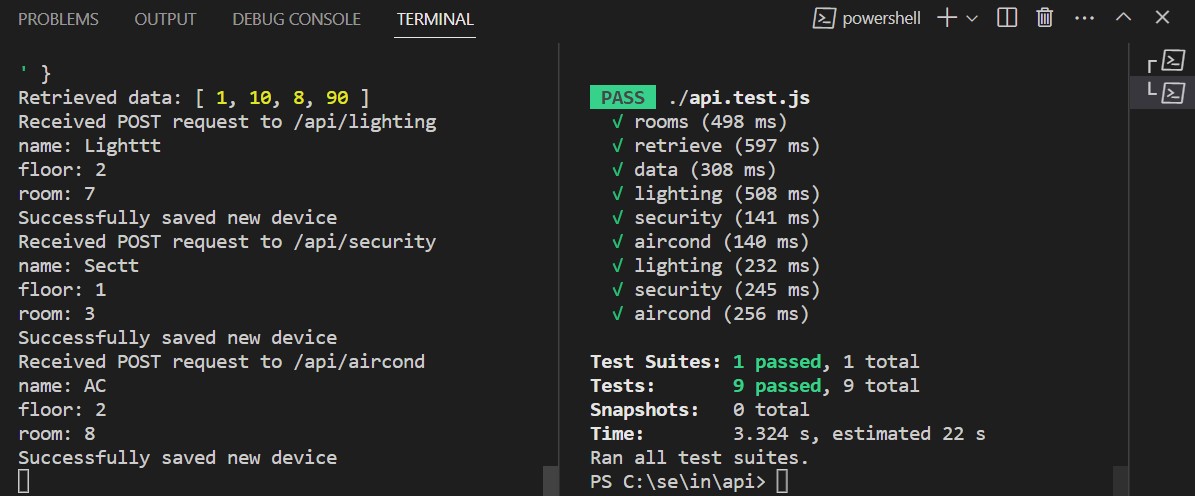 PROBLEMS OUTPUT DEBUG CONSOLE TERMINAL powershell
' }
Retrieved data: [ 1, 10, 8, 90 ]
Received POST request to /api/lighting
name: Lighttt
floor: 2
room: 7
Successfully saved new device
Received POST request to /api/security
name: Sectt
floor: 1
room: 3
Successfully saved new device
Received POST request to /api/aircond
name: AC
floor: 2
room: 8
Successfully saved new device
PASS ./api.test.js
√ rooms (498 ms)
√ retrieve (597 ms)
√ data (308 ms)
√ lighting (508 ms)
√ security (141 ms)
√ aircond (140 ms)
√ lighting (232 ms)
√ security (245 ms)
√ aircond (256 ms)
Test Suites: 1 passed, 1 total
Tests: 9 passed, 9 total
Snapshots: 0 total
Time: 3.324 s, estimated 22 s
Ran all test suites.
PS C:\se\in\api>